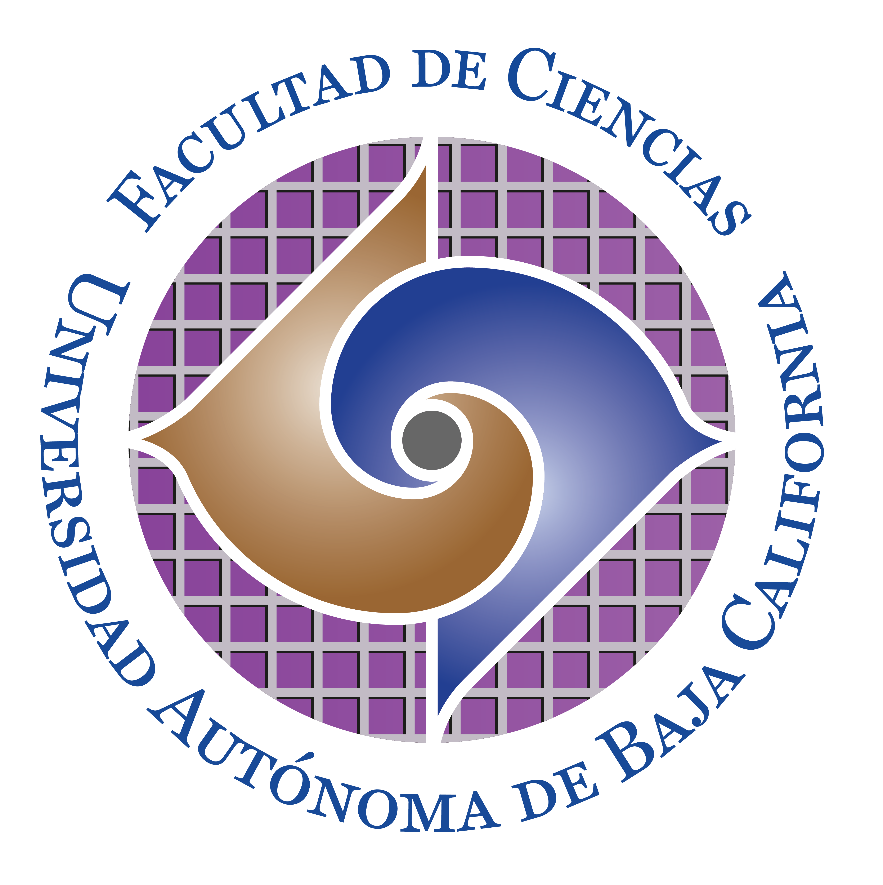 Facultad de Ciencias
Universidad Autónoma de Baja California